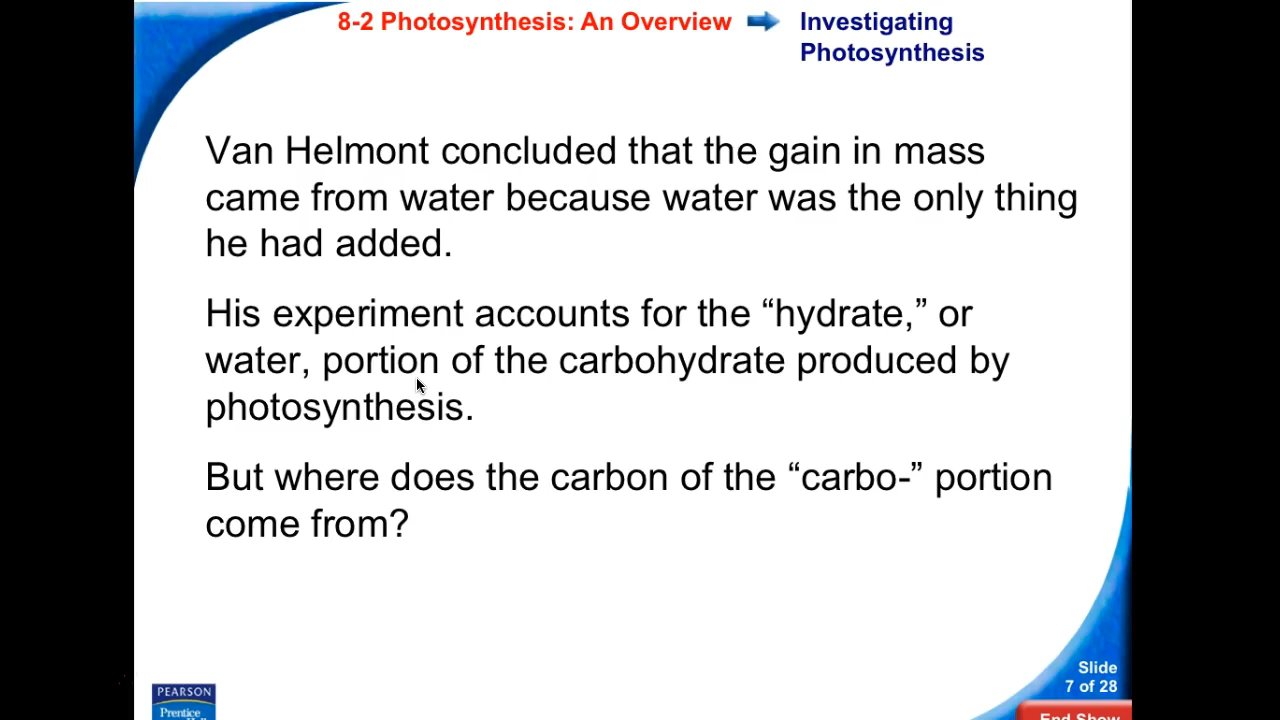 8-2 Photosynthesis: An Overview
Investigating
Photosynthesis
Van Helmont concluded that the gain in mass
came from water because water was the only thing
he had added.
His experiment accounts for the “hydrate,” or
water, portion of the carbohydrate produced by
photosynthesis.
But where does the carbon of the “carbo-” portion
come from?
Slide
7 of 28
PEARSON
Prentice
End Show